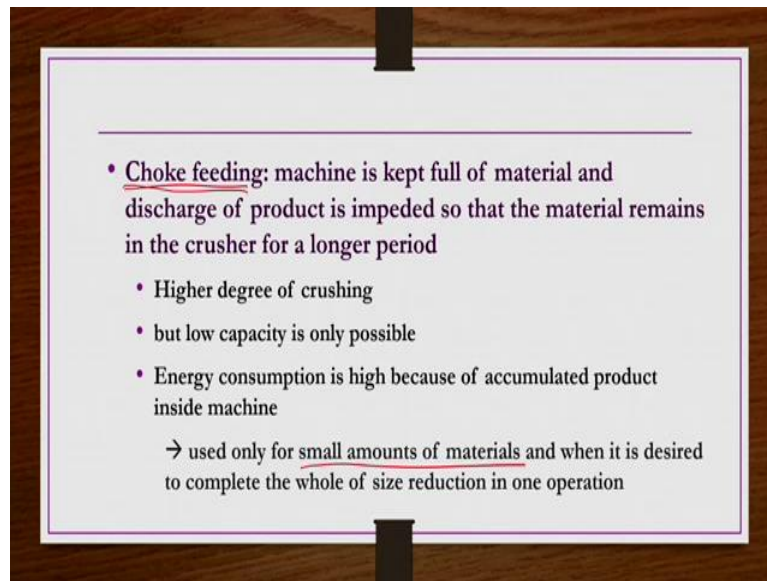 • Choke feeding: machine is kept full of material and
discharge of product is impeded so that the material remains
in the crusher for a longer period
• Higher degree of crushing
• but low capacity is only possible
• Energy consumption is high because of accumulated product
inside machine
→ used only for small amounts of materials and when it is desired
to complete the whole of size reduction in one operation